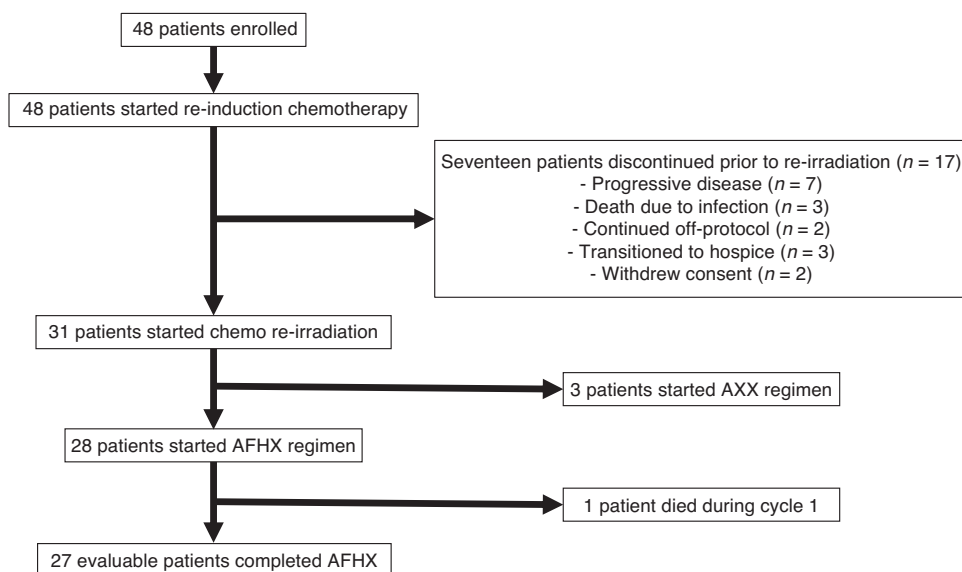 48 patients enrolled
48 patients started re-induction chemotherapy
Seventeen patients discontinued prior to re-irradiation (n = 17)
- Progressive disease (n = 7)
- Death due to infection (n = 3)
- Continued off-protocol (n = 2)
- Transitioned to hospice (n = 3)
- Withdrew consent (n = 2)
31 patients started chemo re-irradiation
3 patients started AXX regimen
28 patients started AFHX regimen
1 patient died during cycle 1
27 evaluable patients completed AFHX